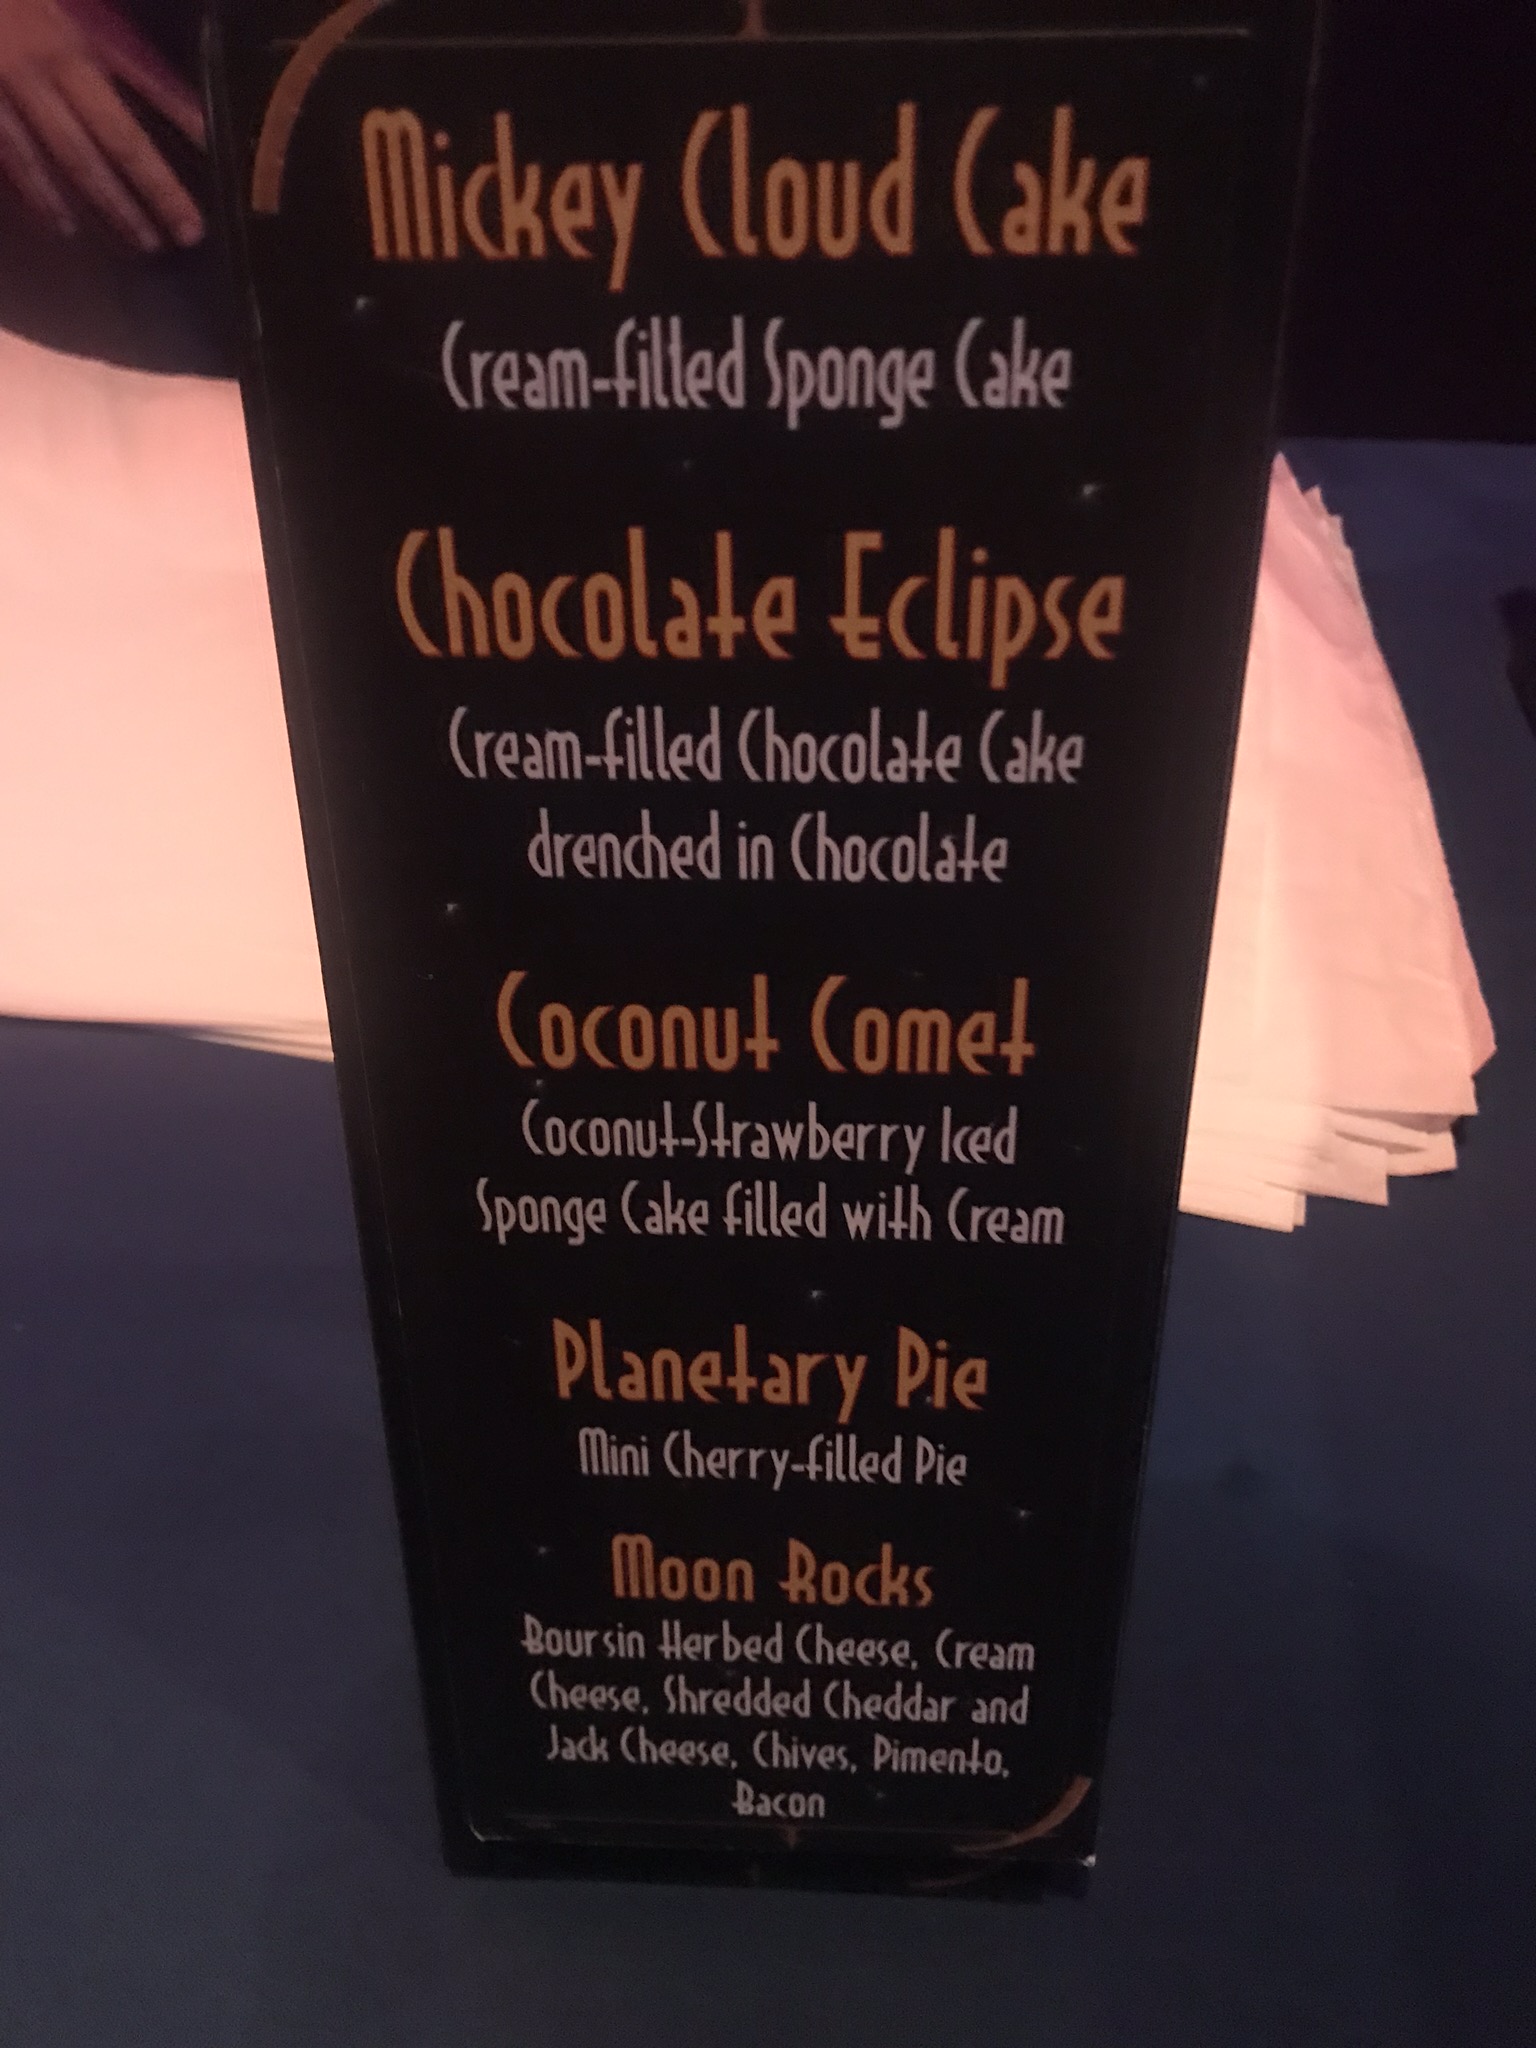 Mickey Cloud Cake
Cream-filled Sponge Cake
Chocolate Eclipse
Cream-filled Chocolate Cake
drenched in Chocolate
Coconut Comet
Coconut-Strawberry Iced
Sponge Cake filled with Cream
Planetary Pie
Mini Cherry-filled Pie
Moon Rocks
Boursin Herbed Cheese, Cream
Cheese, Shredded Cheddar and
Jack Cheese, Chives, Pimento,
Bacon